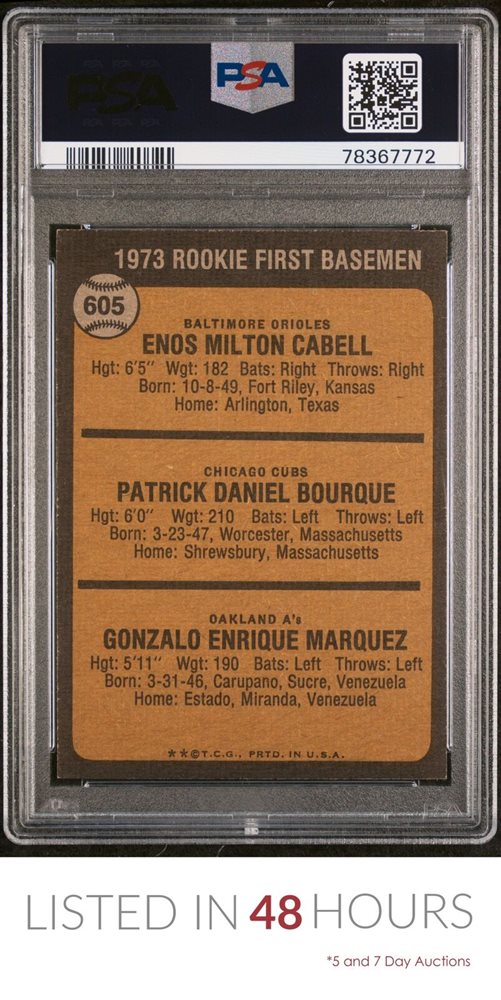 PSA
PSA
78367772
1973 ROOKIE FIRST BASEMEN
605
BALTIMORE ORIOLES
ENOS MILTON CABELL
Hgt: 6'5" Wgt: 182 Bats: Right Throws: Right
Born: 10-8-49, Fort Riley, Kansas
Home: Arlington, Texas
CHICAGO CUBS
PATRICK DANIEL BOURQUE
Hgt: 6'0" Wgt: 210 Bats: Left Throws: Left
Born: 3-23-47, Worcester, Massachusetts
Home: Shrewsbury, Massachusetts
OAKLAND A's
GONZALO ENRIQUE MARQUEZ
Hgt: 5'11" Wgt: 190 Bats: Left Throws: Left
Born: 3-31-46, Carupano, Sucre, Venezuela
Home: Estado, Miranda, Venezuela
**©T.C.G., PRTD. IN U.S.A.
PSA
LISTED IN 48 HOURS
*5 and 7 Day Auctions